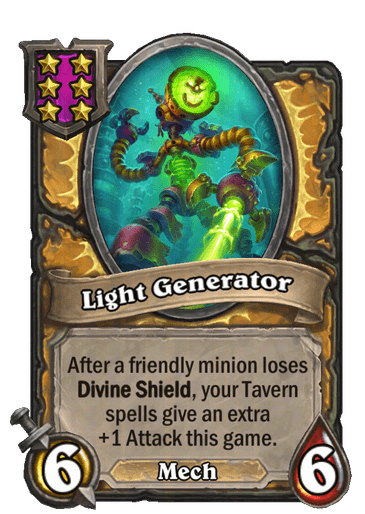 Light Generator
After a friendly minion loses
Divine Shield, your Tavern
spells give an extra
+1 Attack this game.
6
Mech
6